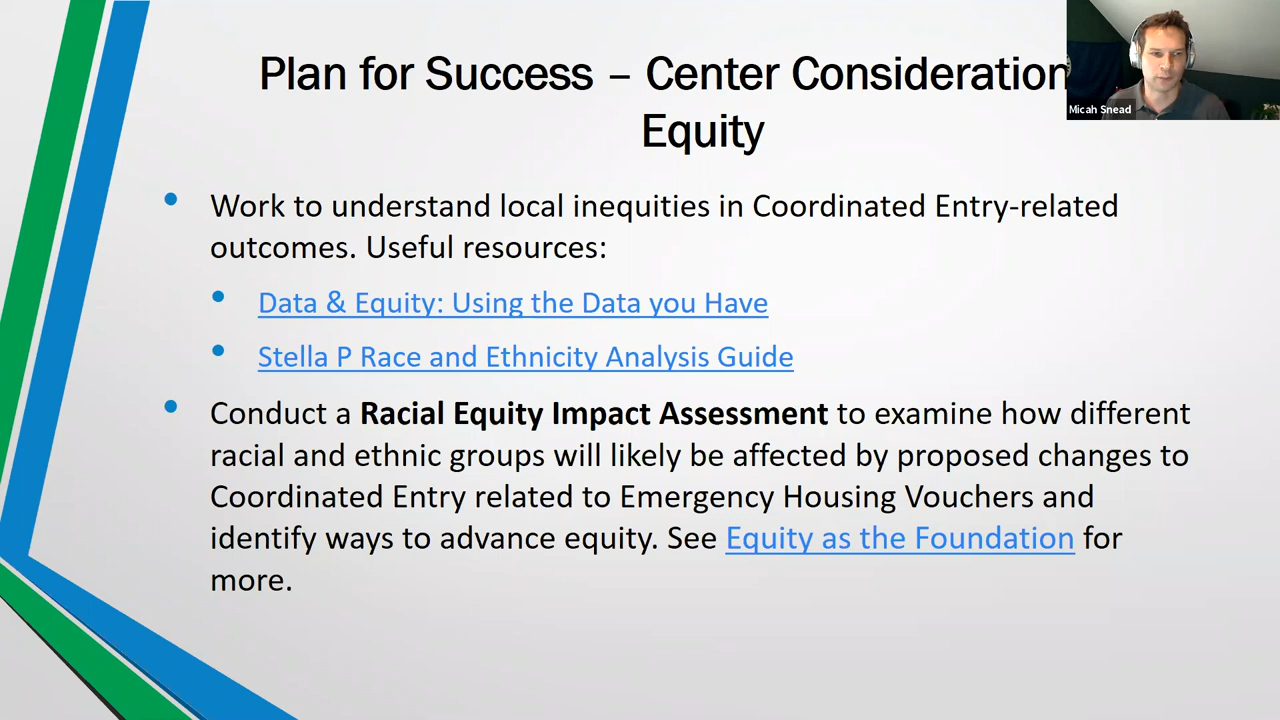 Plan for Success – Center Consideration
Equity
Micah Snead
Work to understand local inequities in Coordinated Entry-related
outcomes. Useful resources:
Data & Equity: Using the Data you Have
Stella P Race and Ethnicity Analysis Guide
Conduct a Racial Equity Impact Assessment to examine how different
racial and ethnic groups will likely be affected by proposed changes to
Coordinated Entry related to Emergency Housing Vouchers and
identify ways to advance equity. See Equity as the Foundation for
more.